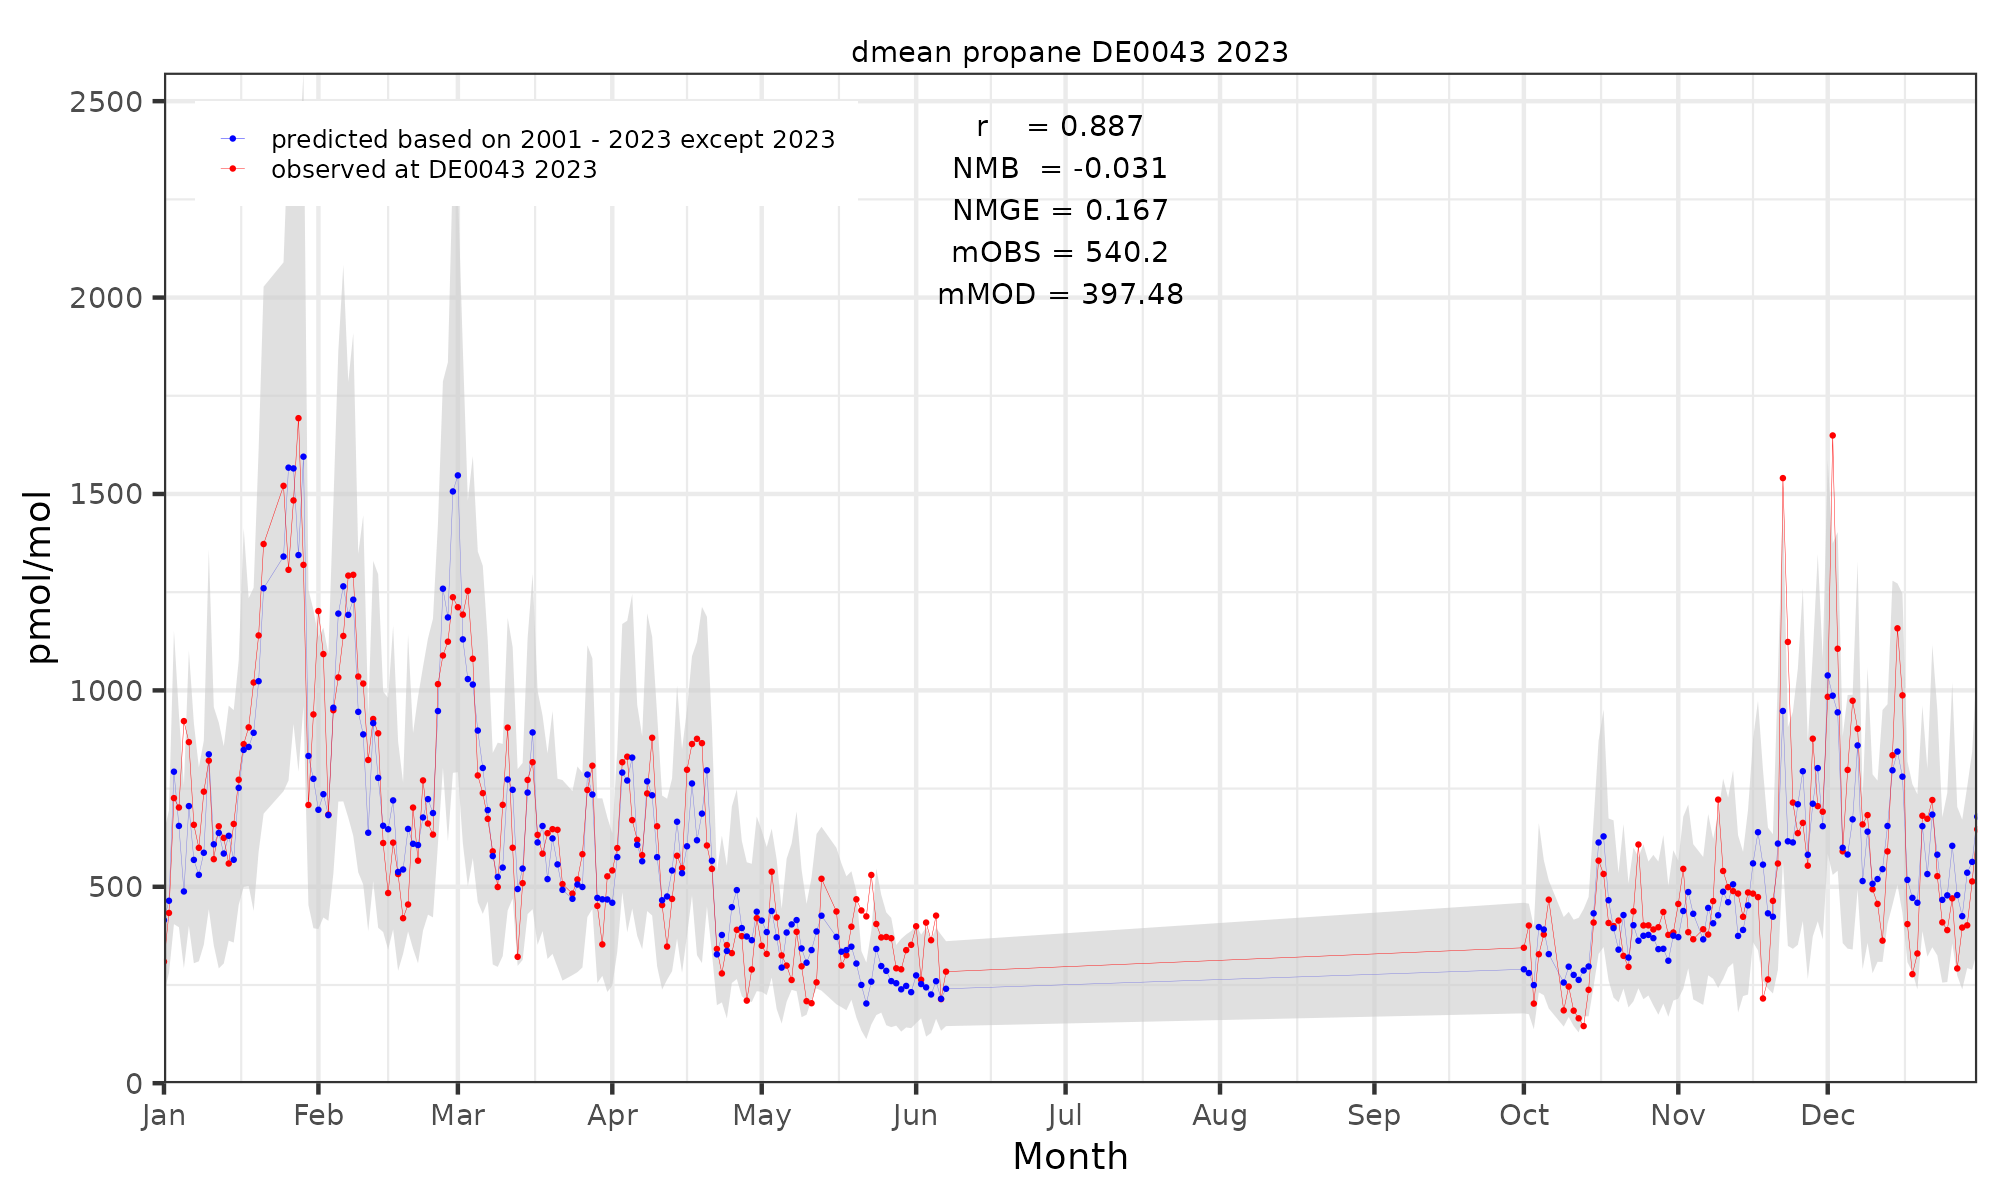 dmean propane DE0043 2023
predicted based on 2001 - 2023 except 2023
observed at DE0043 2023
r = 0.887
NMB = -0.031
NMGE = 0.167
mOBS = 540.2
mMOD = 397.48
2500
2000
1500
1000
500
0
pmol/mol
Jan Feb Mar Apr May Jun Jul Aug Sep Oct Nov Dec
Month